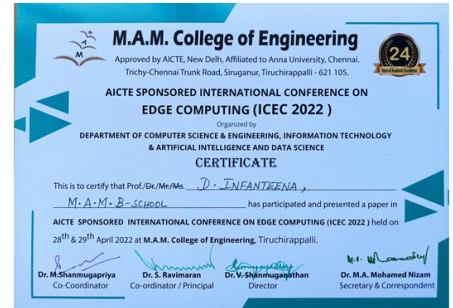 M.A.M. College of Engineering
Approved by AICTE, New Delhi, Affiliated to Anna University, Chennai.
Trichy-Chennai Trunk Road, Siruganur, Tiruchirappalli - 621 105.
24
Years of Academic Excellence
AICTE SPONSORED INTERNATIONAL CONFERENCE ON
EDGE COMPUTING (ICEC 2022 )
Organized by
DEPARTMENT OF COMPUTER SCIENCE & ENGINEERING, INFORMATION TECHNOLOGY
& ARTIFICIAL INTELLIGENCE AND DATA SCIENCE
CERTIFICATE
This is to certify that Prof/Dr./Mr/Ms. D. INFANTEENA,
M.A.M. B-SCHOOL has participated and presented a paper in
AICTE SPONSORED INTERNATIONAL CONFERENCE ON EDGE COMPUTING (ICEC 2022 ) held on
28th & 29th April 2022 at M.A.M. College of Engineering, Tiruchirappalli.
Dr. M.Shanmugapriya Dr. S. Ravimaran Dr. V. Shanmuganathan Dr. M.A. Mohamed Nizam
Co-Coordinator Co-ordinator / Principal Director Secretary & Correspondent